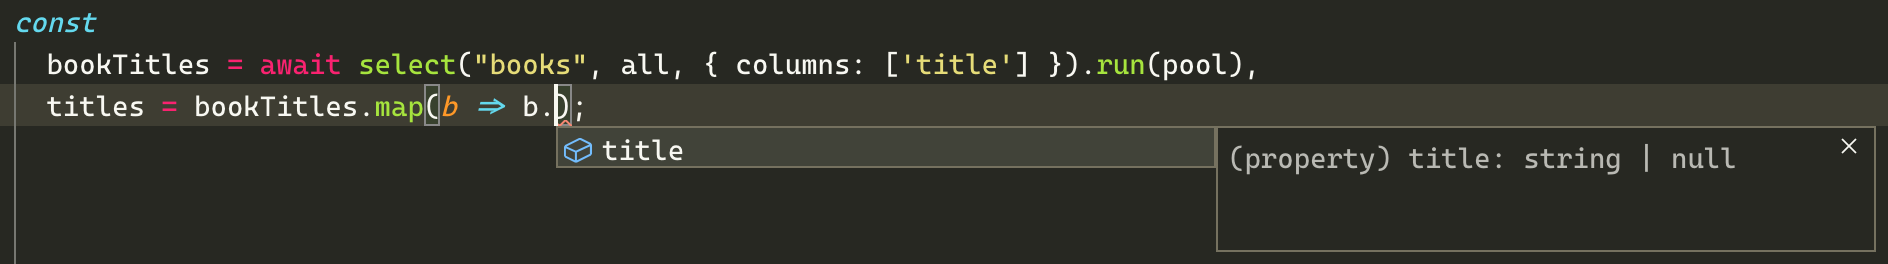 const
bookTitles = await select("books", all, { columns: ['title'] }).run(pool),
titles = bookTitles.map(b => b.);
title
(property) title: string | null